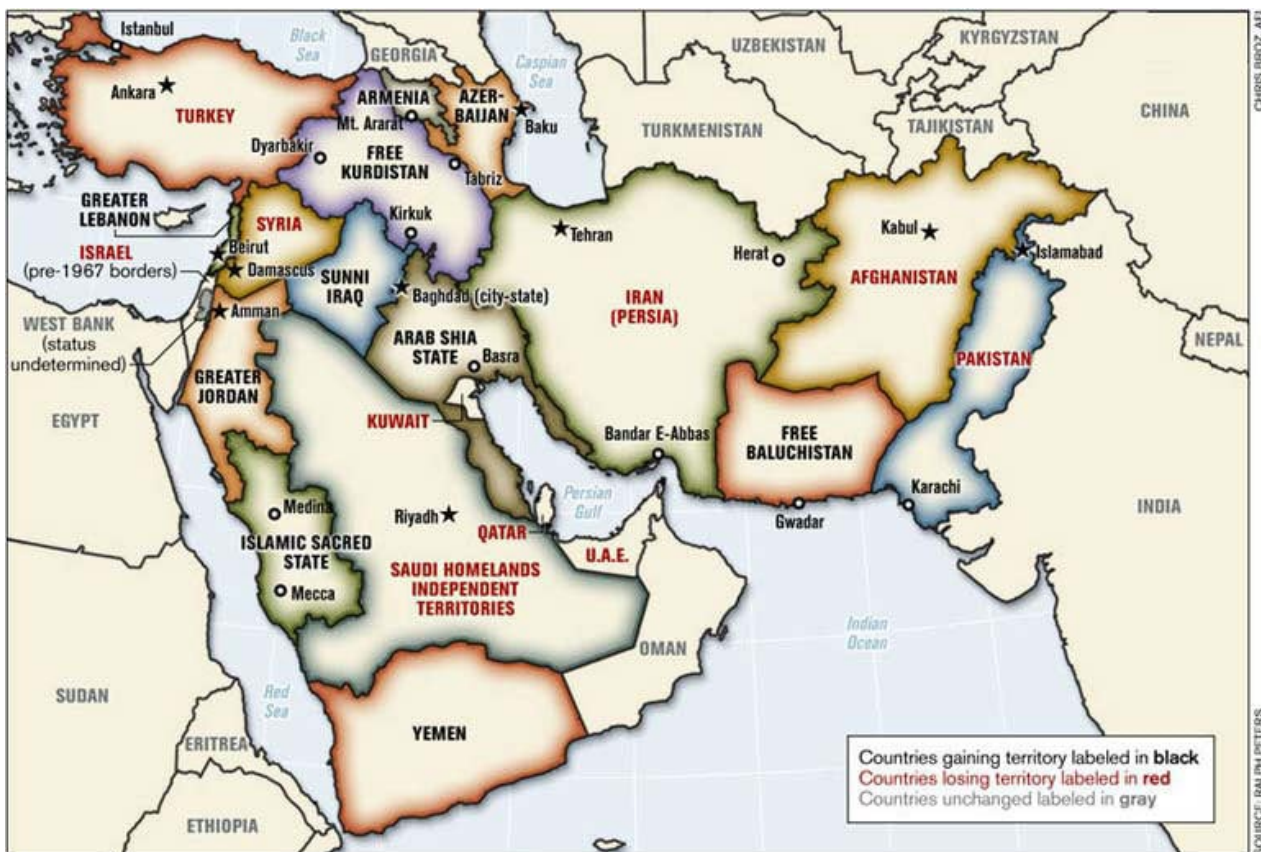 Istanbul
Black
Sea
GEORGIA
Caspian
Sea
UZBEKISTAN
KYRGYZSTAN
CHRIS BROZ, AFJ
Ankara
TURKEY
ARMENIA
Mt. Ararat
AZER-
BAIJAN
Baku
TURKMENISTAN
TAJIKISTAN
CHINA
Dyarbakir
FREE
KURDISTAN
Tabriz
GREATER
LEBANON
SYRIA
Kirkuk
Tehran
Herat
Kabul
Islamabad
ISRAEL
(pre-1967 borders)
Beirut
Damascus
SUNNI
IRAQ
Baghdad (city-state)
IRAN
(PERSIA)
AFGHANISTAN
WEST BANK
(status
undetermined)
Amman
ARAB SHIA
STATE
Basra
PAKISTAN
NEPAL
GREATER
JORDAN
EGYPT
KUWAIT
Bandar E-Abbas
FREE
BALUCHISTAN
Persian
Gulf
Karachi
Gwadar
INDIA
Medina
ISLAMIC SACRED
STATE
Mecca
Riyadh
QATAR
U.A.E.
SAUDI HOMELANDS
INDEPENDENT
TERRITORIES
OMAN
Indian
Ocean
SUDAN
Red
Sea
YEMEN
ERITREA
ETHIOPIA
Countries gaining territory labeled in black
Countries losing territory labeled in red
Countries unchanged labeled in gray
SOURCE: RALPH PETERS